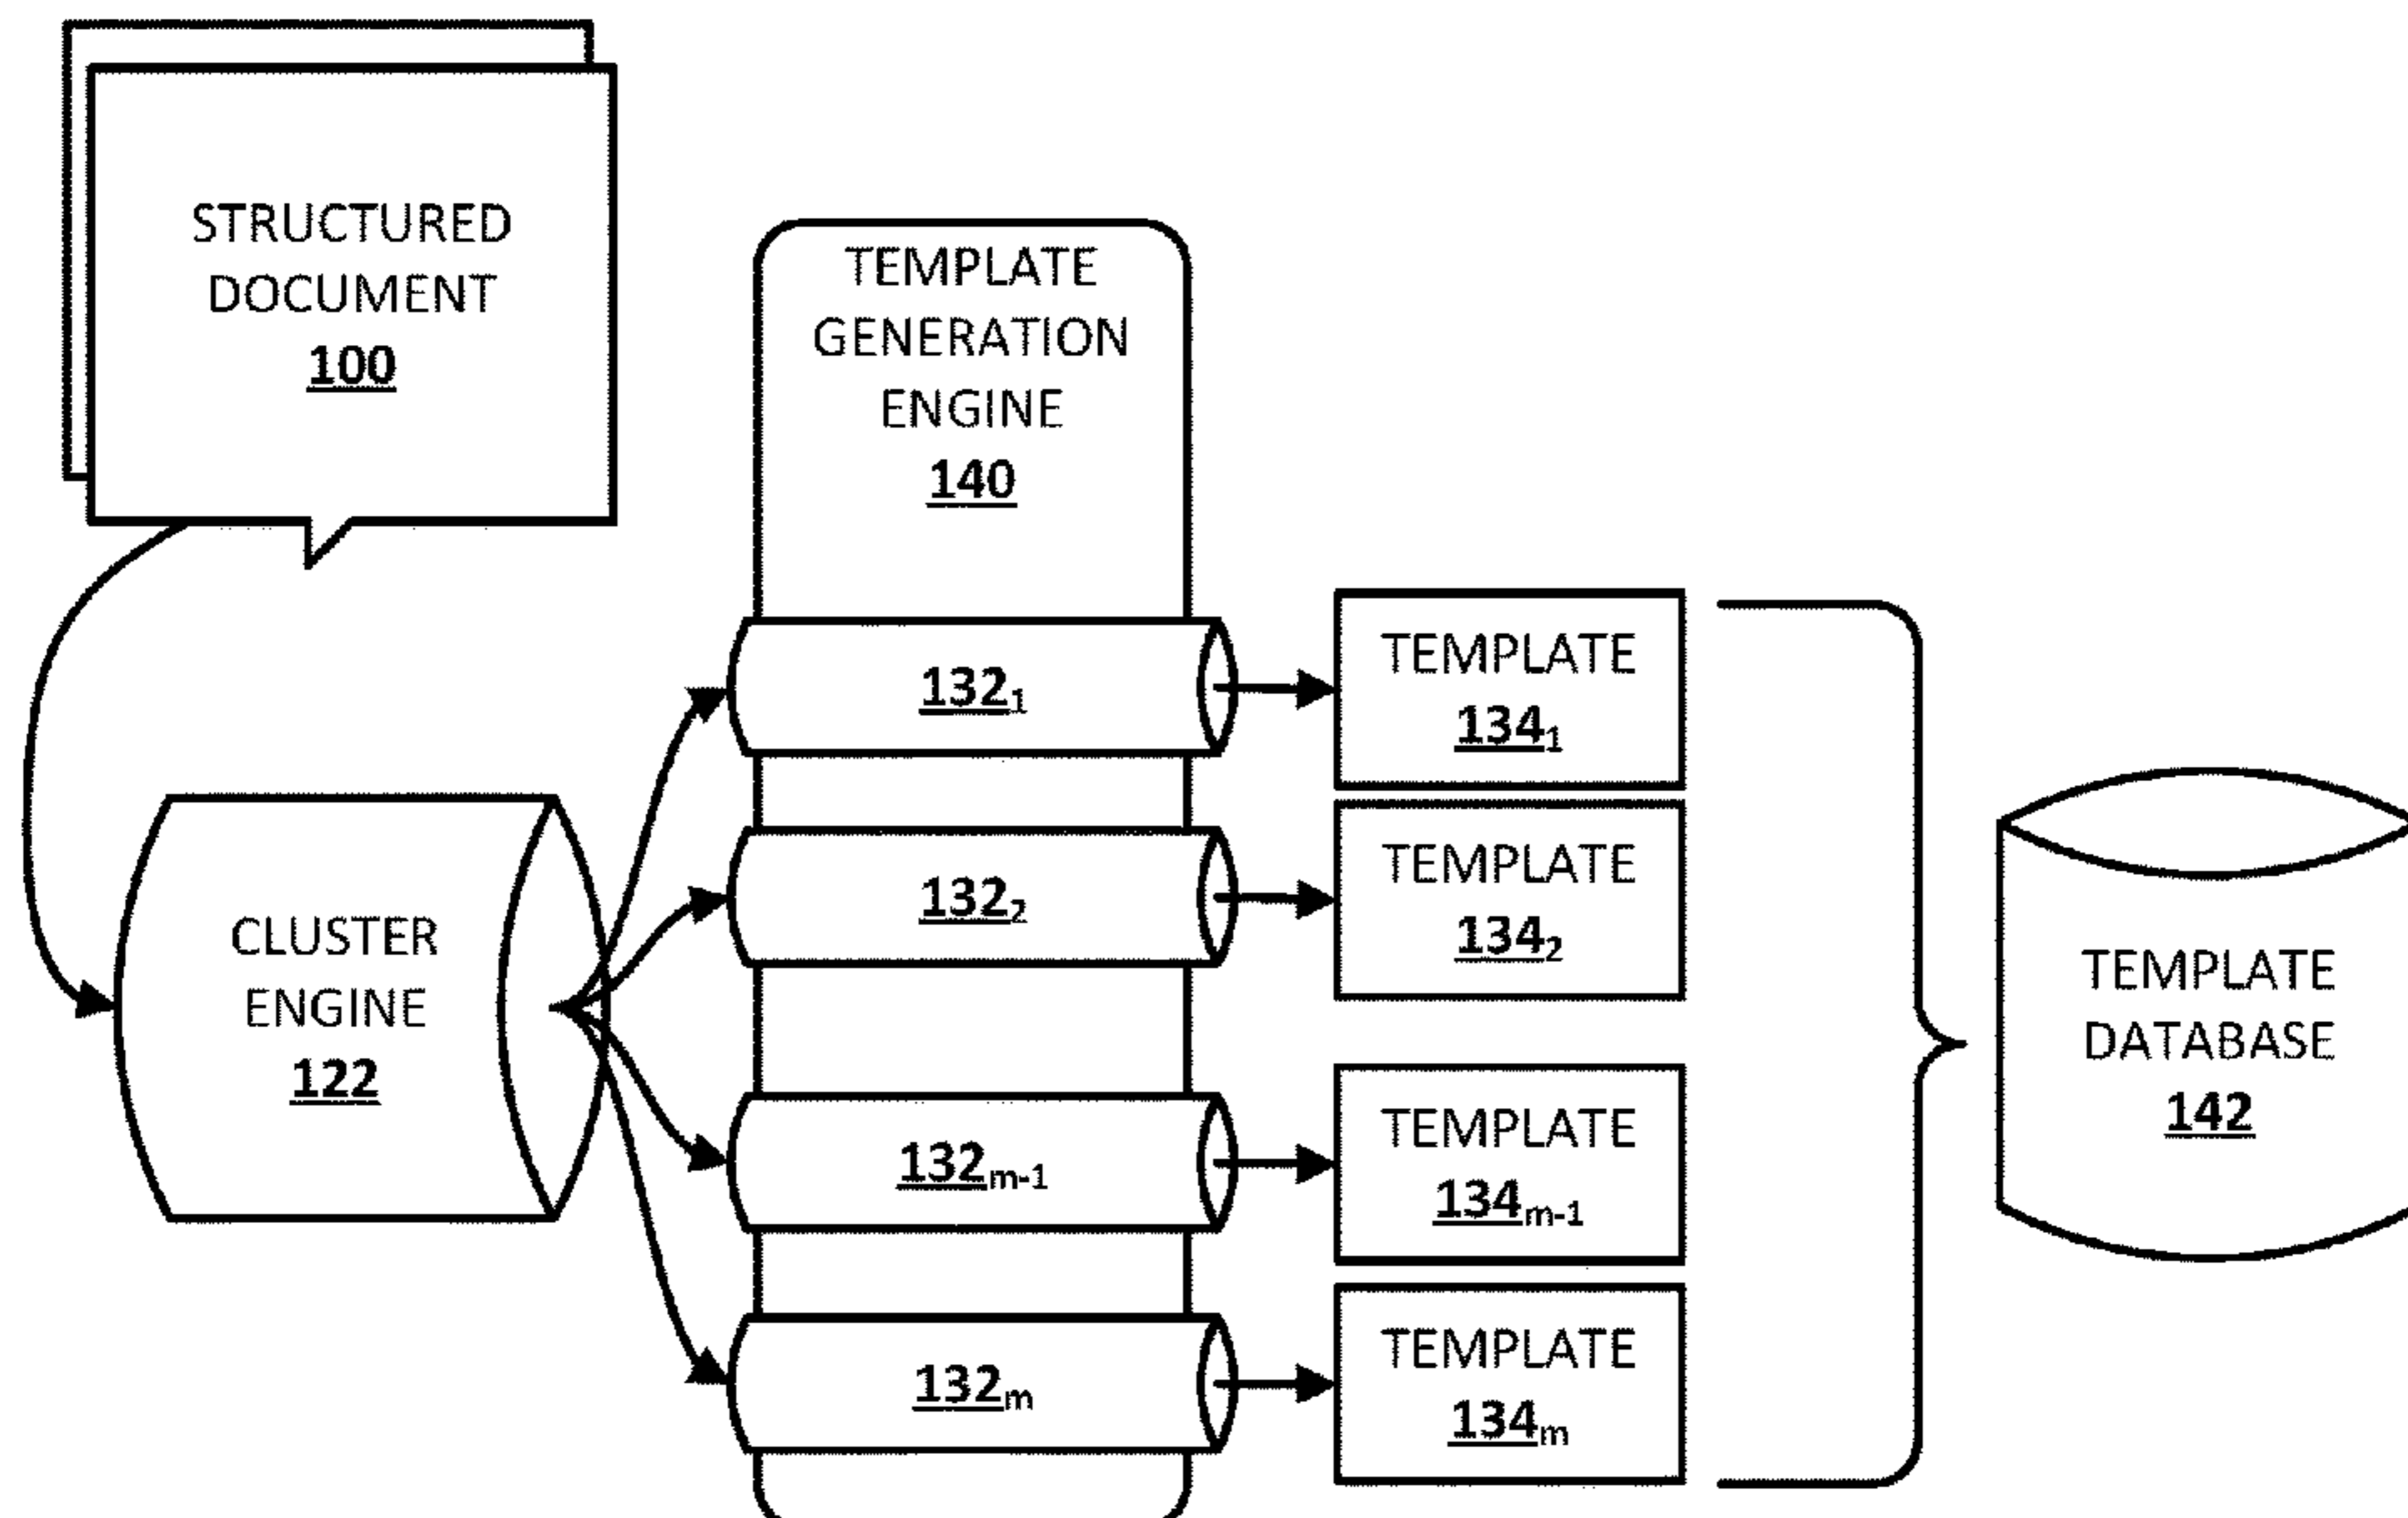 STRUCTURED
DOCUMENT
100
TEMPLATE
GENERATION
ENGINE
140
CLUSTER
ENGINE
122
132₁
132₂
132ₘ₋₁
132ₘ
TEMPLATE
134₁
TEMPLATE
134₂
TEMPLATE
134ₘ₋₁
TEMPLATE
134ₘ
TEMPLATE
DATABASE
142